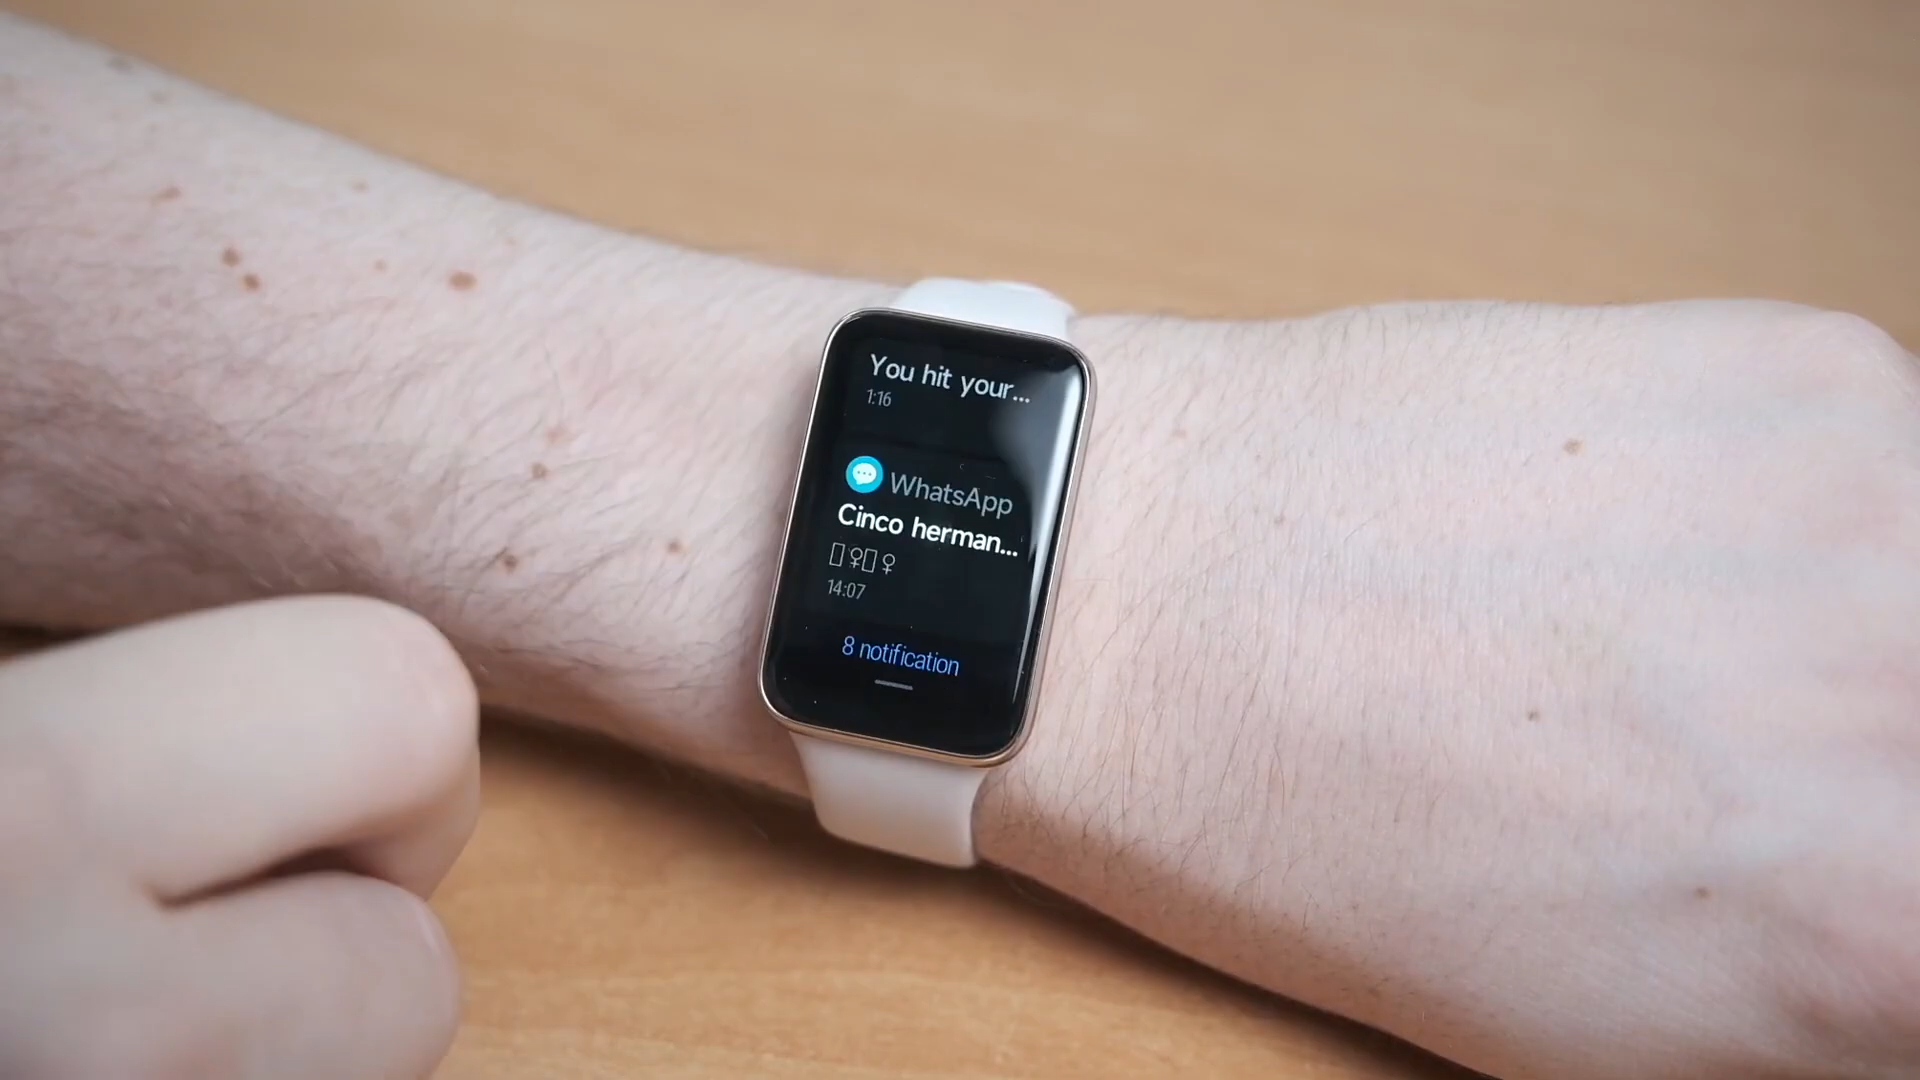 You hit your...
1:16
WhatsApp
Cinco herman...
▯♀▯♀
14:07
8 notification